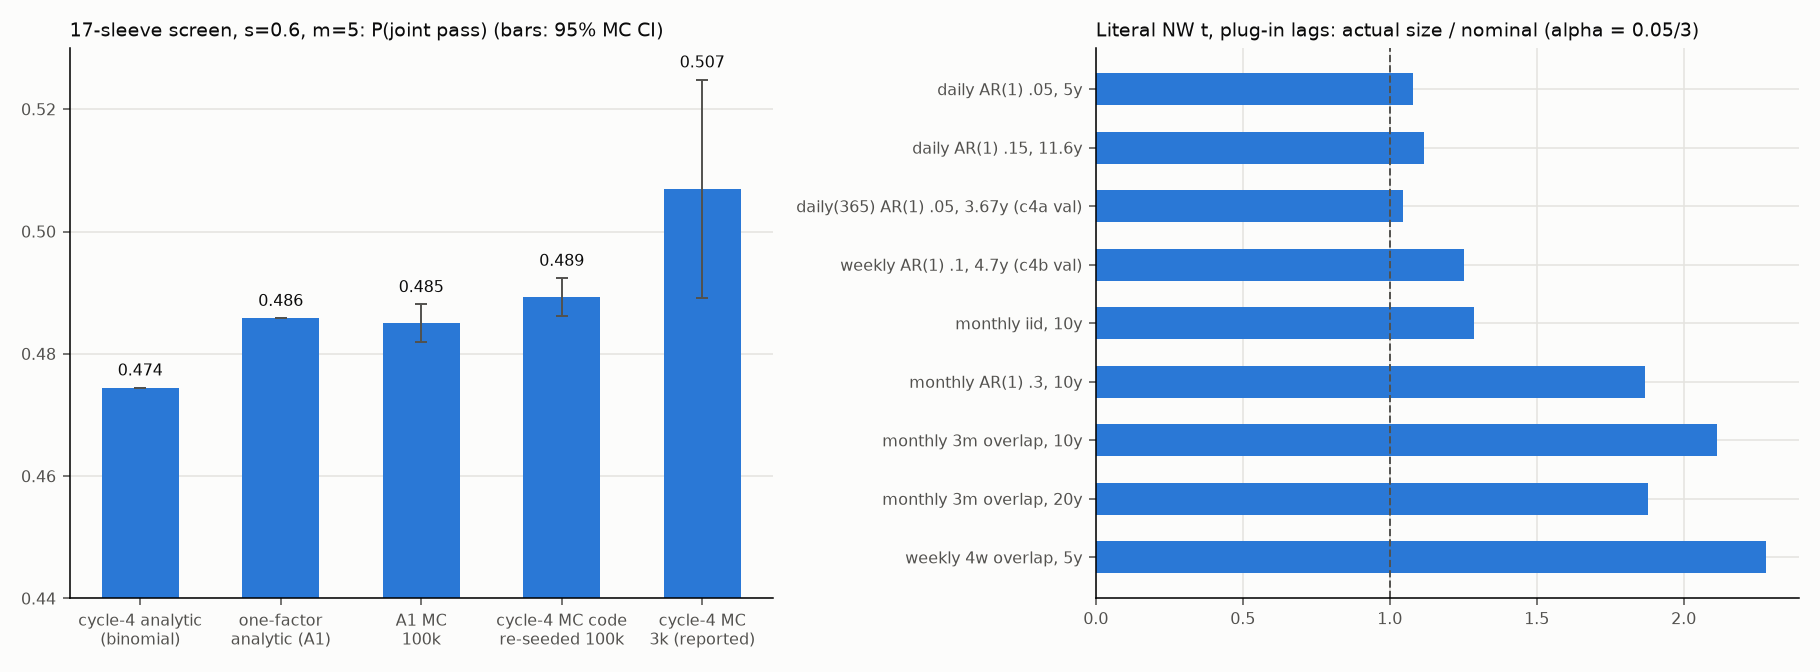 17-sleeve screen, s=0.6, m=5: P(joint pass) (bars: 95% MC CI)
0.52
0.50
0.48
0.46
0.44
0.474
0.486
0.485
0.489
0.507
cycle-4 analytic
(binomial)
one-factor
analytic (A1)
A1 MC
100k
cycle-4 MC code
re-seeded 100k
cycle-4 MC
3k (reported)
Literal NW t, plug-in lags: actual size / nominal (alpha = 0.05/3)
daily AR(1) .05, 5y
daily AR(1) .15, 11.6y
daily(365) AR(1) .05, 3.67y (c4a val)
weekly AR(1) .1, 4.7y (c4b val)
monthly iid, 10y
monthly AR(1) .3, 10y
monthly 3m overlap, 10y
monthly 3m overlap, 20y
weekly 4w overlap, 5y
0.0
0.5
1.0
1.5
2.0